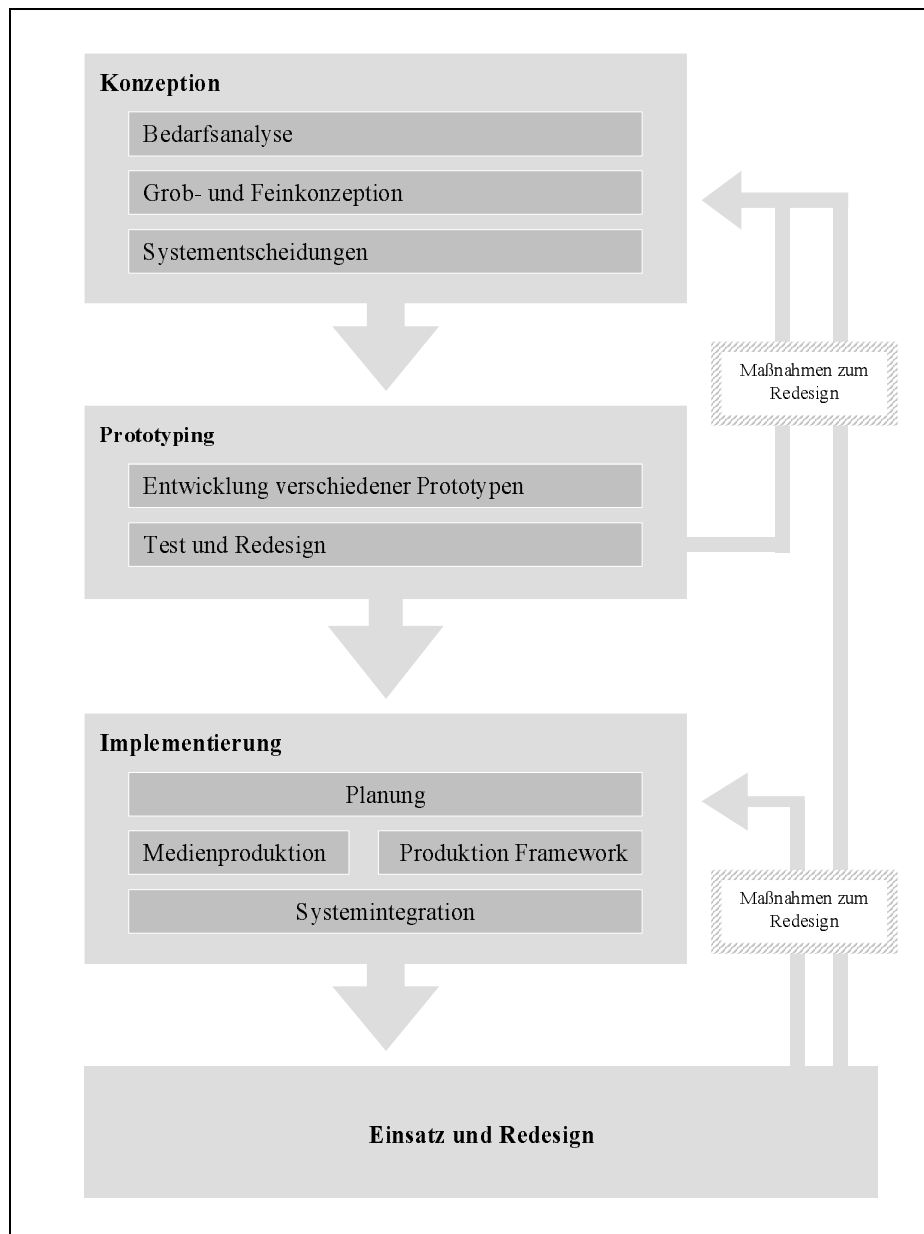 Konzeption
Bedarfsanalyse
Grob- und Feinkonzeption
Systementscheidungen
Maßnahmen zum
Redesign
Prototyping
Entwicklung verschiedener Prototypen
Test und Redesign
Implementierung
Planung
Medienproduktion
Produktion Framework
Systemintegration
Maßnahmen zum
Redesign
Einsatz und Redesign